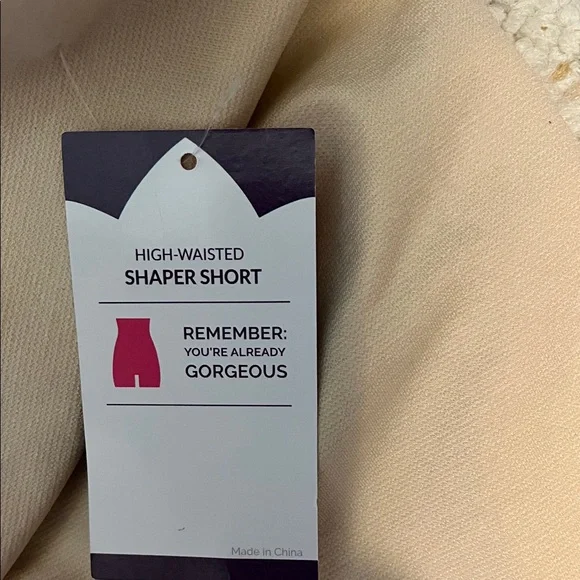 HIGH-WAISTED
SHAPER SHORT
REMEMBER:
YOU'RE ALREADY
GORGEOUS
Made in China